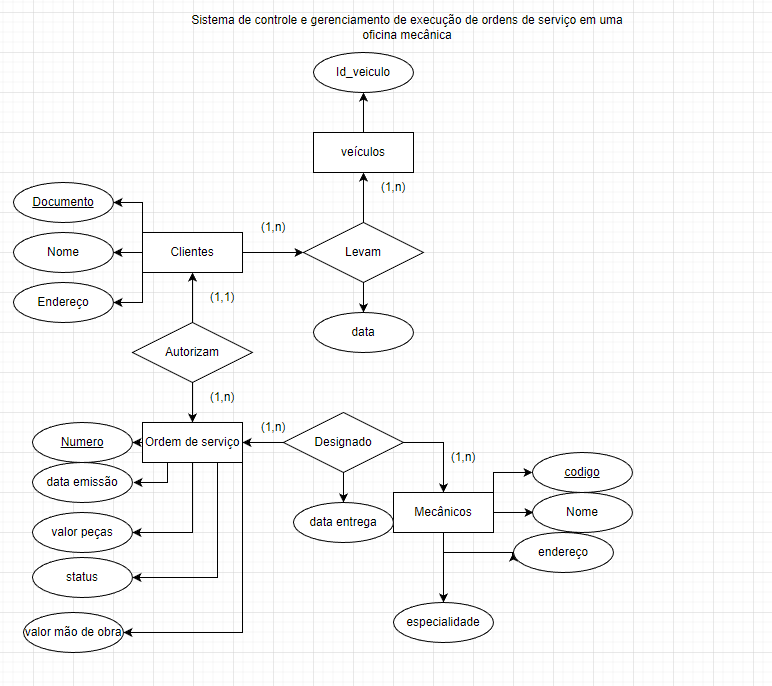 Sistema de controle e gerenciamento de execução de ordens de serviço em uma
oficina mecânica
Id_veiculo
veículos
(1,n)
Documento
(1,n)
Nome
Clientes
Levam
Endereço
(1,1)
data
Autorizam
(1,n)
(1,n)
Numero
Ordem de serviço
Designado
(1,n)
data emissão
codigo
data entrega
Mecânicos
Nome
valor peças
endereço
status
especialidade
valor mão de obra